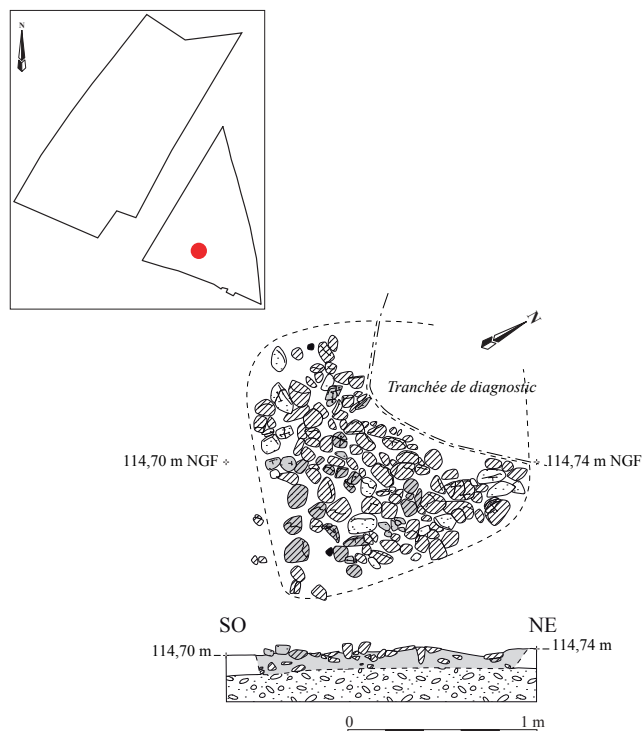 N
N
Tranchée de diagnostic
114,70 m NGF
114,74 m NGF
SO
NE
114,70 m
114,74 m
0
1 m